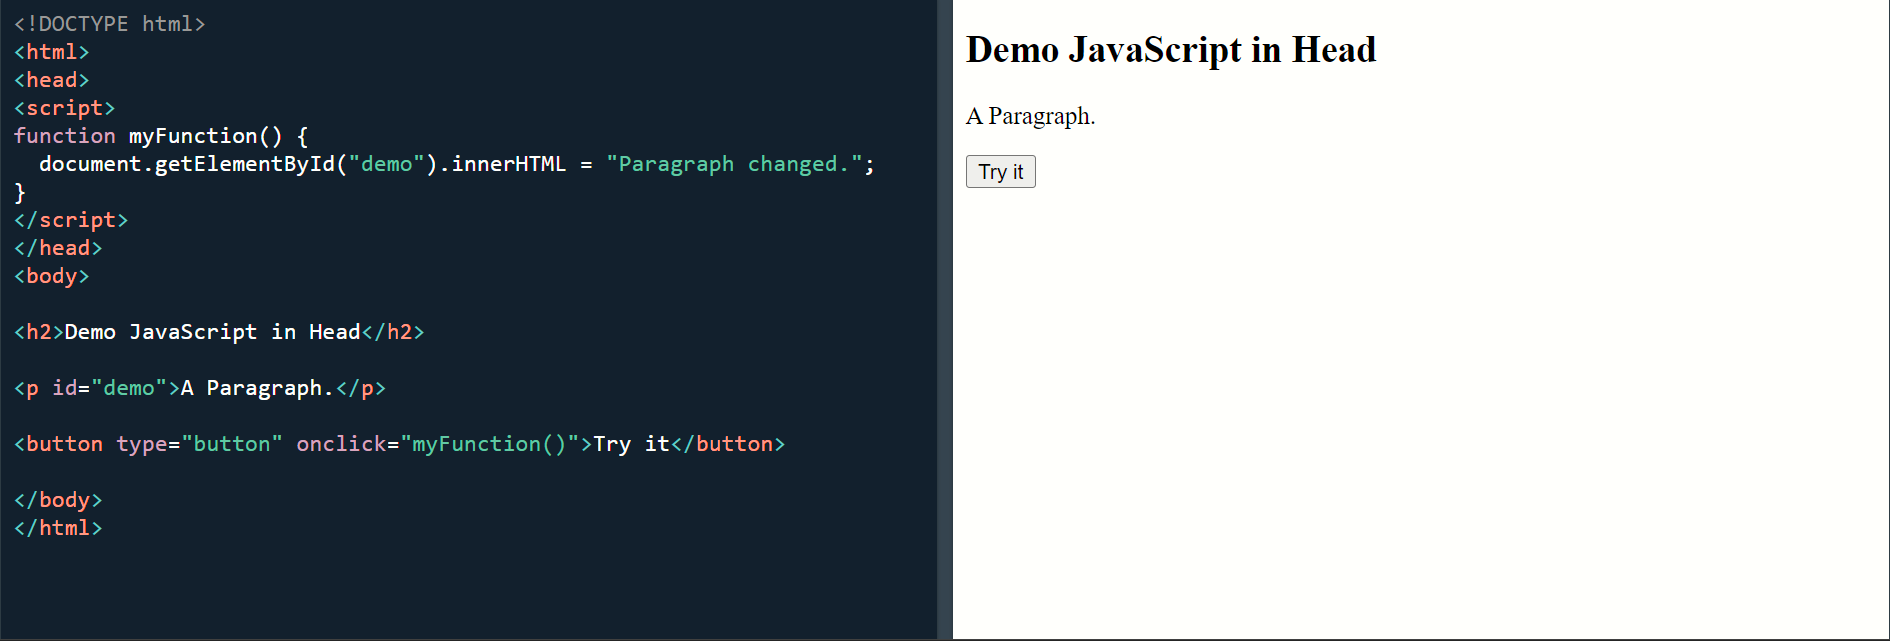 <!DOCTYPE html>
<html>
<head>
<script>
function myFunction() {
  document.getElementById("demo").innerHTML = "Paragraph changed.";
}
</script>
</head>
<body>
<h2>Demo JavaScript in Head</h2>
<p id="demo">A Paragraph.</p>
<button type="button" onclick="myFunction()">Try it</button>
</body>
</html>
Demo JavaScript in Head
A Paragraph.
Try it